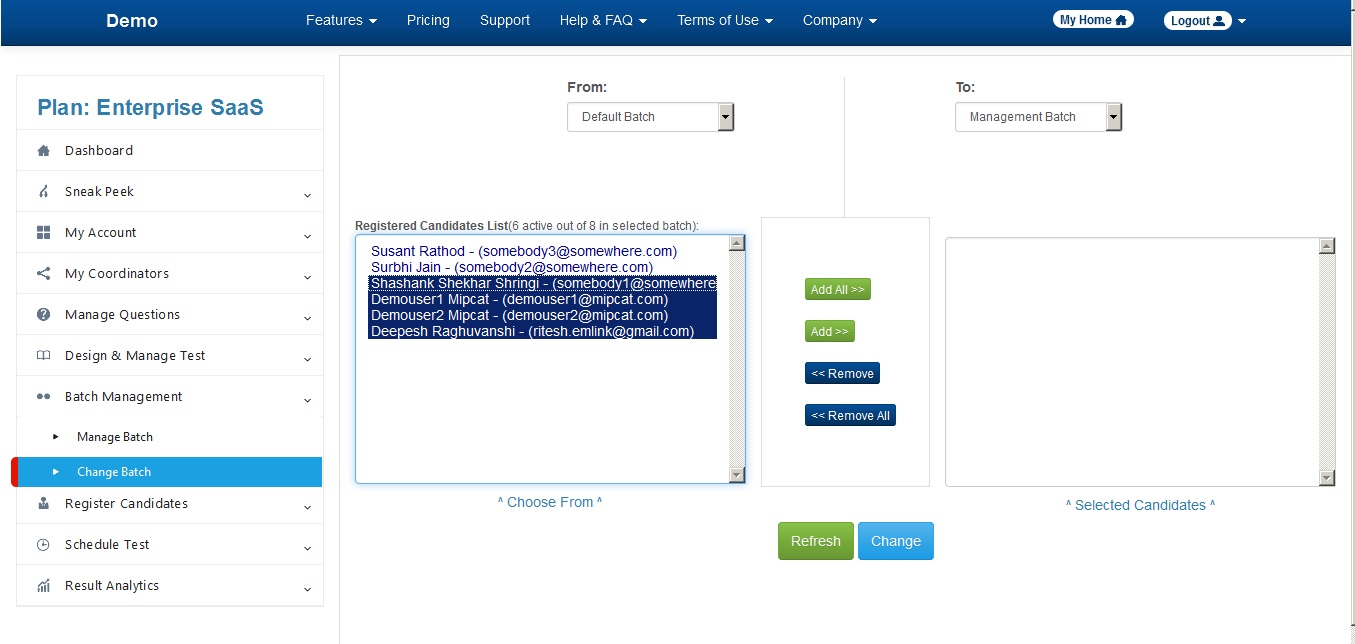 Demo
Features Pricing Support Help & FAQ Terms of Use Company My Home Logout
Plan: Enterprise SaaS
Dashboard
Sneak Peek
My Account
My Coordinators
Manage Questions
Design & Manage Test
Batch Management
Manage Batch
Change Batch
Register Candidates
Schedule Test
Result Analytics
From:
Default Batch
To:
Management Batch
Registered Candidates List(6 active out of 8 in selected batch):
Susant Rathod - (somebody3@somewhere.com)
Surbhi Jain - (somebody2@somewhere.com)
Shashank Shekhar Shringi - (somebody1@somewhere
Demouser1 Mipcat - (demouser1@mipcat.com)
Demouser2 Mipcat - (demouser2@mipcat.com)
Deepesh Raghuvanshi - (ritesh.emlink@gmail.com)
^ Choose From ^
Add All >>
Add >>
<< Remove
<< Remove All
^ Selected Candidates ^
Refresh Change